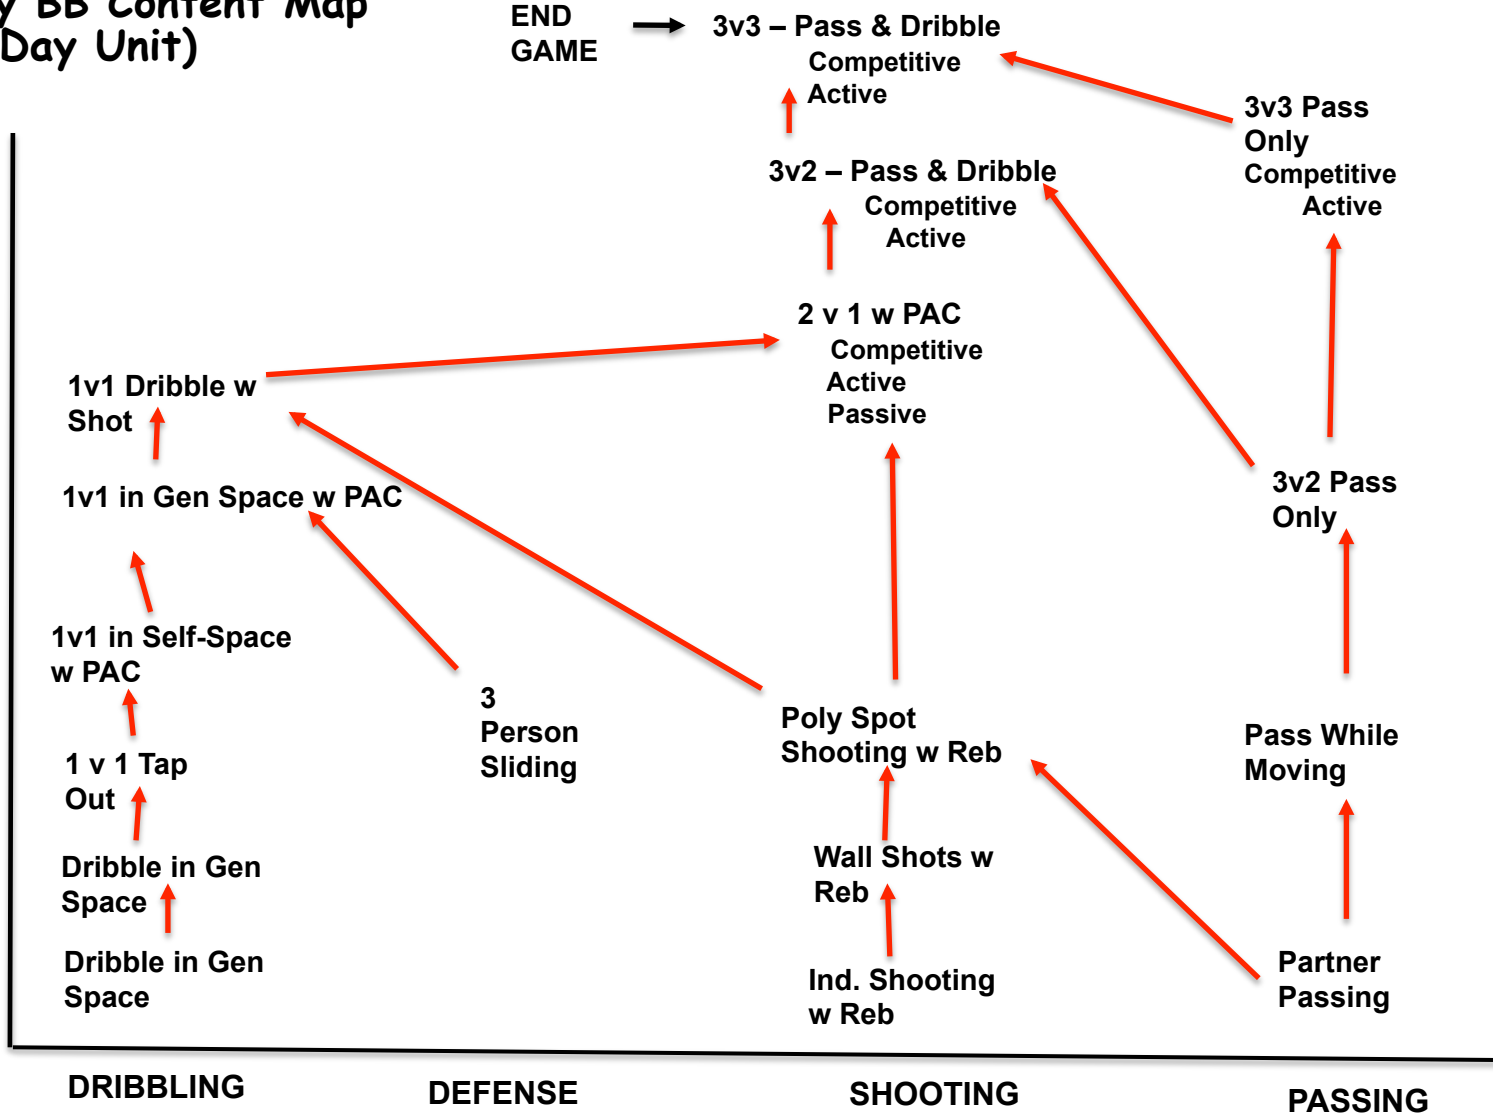 BB Content Map
Day Unit)
END
GAME
3v3 – Pass & Dribble
Competitive
Active
3v3 Pass
Only
Competitive
Active
3v2 – Pass & Dribble
Competitive
Active
2 v 1 w PAC
Competitive
Active
Passive
1v1 Dribble w
Shot
1v1 in Gen Space w PAC
3v2 Pass
Only
1v1 in Self-Space
w PAC
3
Person
Sliding
Poly Spot
Shooting w Reb
Pass While
Moving
1 v 1 Tap
Out
Dribble in Gen
Space
Wall Shots w
Reb
Dribble in Gen
Space
Ind. Shooting
w Reb
Partner
Passing
DRIBBLING
DEFENSE
SHOOTING
PASSING